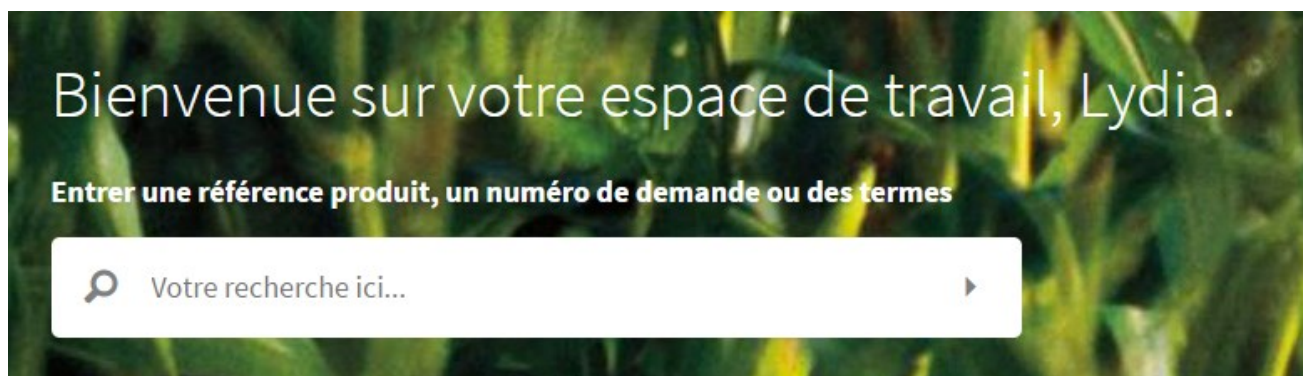 Bienvenue sur votre espace de travail, Lydia.
Entrer une référence produit, un numéro de demande ou des termes
Votre recherche ici...